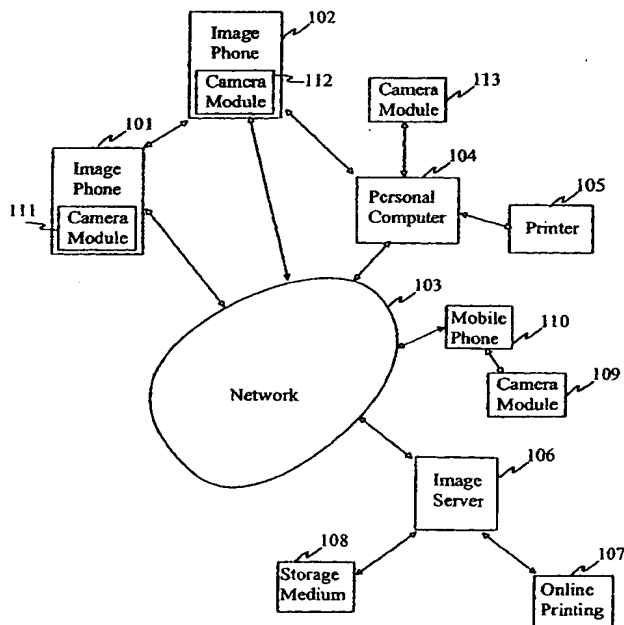 102
Image
Phone
Camera
Module
112
Camera
Module
113
101
Image
Phone
111
Camera
Module
104
Personal
Computer
105
Printer
103
Network
Mobile
Phone
110
Camera
Module
109
106
Image
Server
108
Storage
Medium
107
Online
Printing